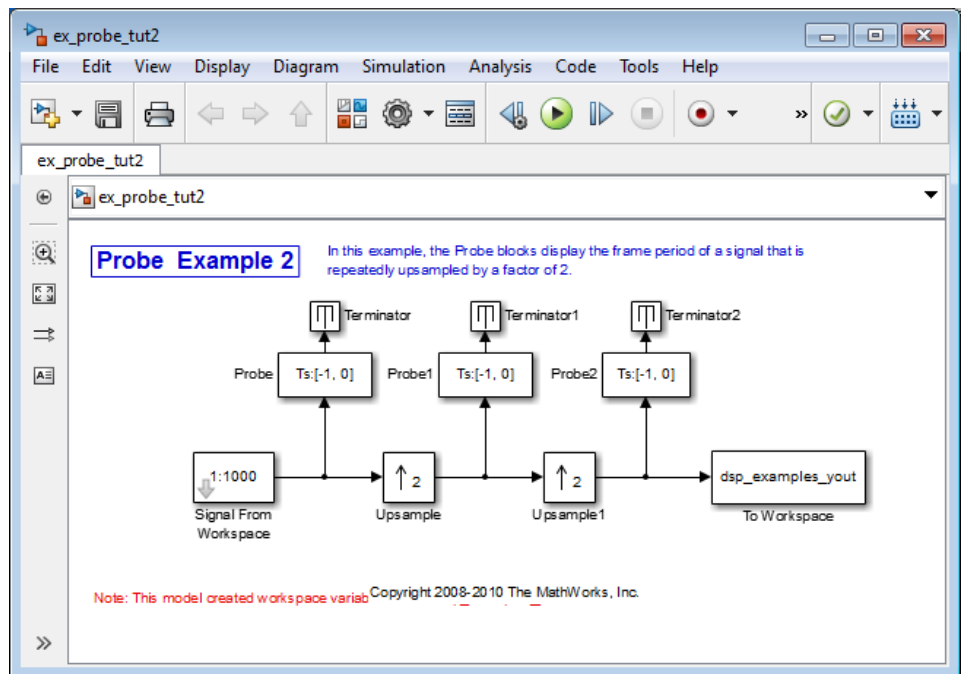 ex_probe_tut2
File Edit View Display Diagram Simulation Analysis Code Tools Help
»
ex_probe_tut2
ex_probe_tut2
Probe Example 2
In this example, the Probe blocks display the frame period of a signal that is
repeatedly upsampled by a factor of 2.
Terminator Terminator1 Terminator2
Probe Ts:[-1, 0] Probe1 Ts:[-1, 0] Probe2 Ts:[-1, 0]
1:1000 ↑2 ↑2 dsp_examples_yout
Signal From
Workspace
Upsample Upsample1 To Workspace
Note: This model created workspace variab
Copyright 2008-2010 The MathWorks, Inc.
A
»